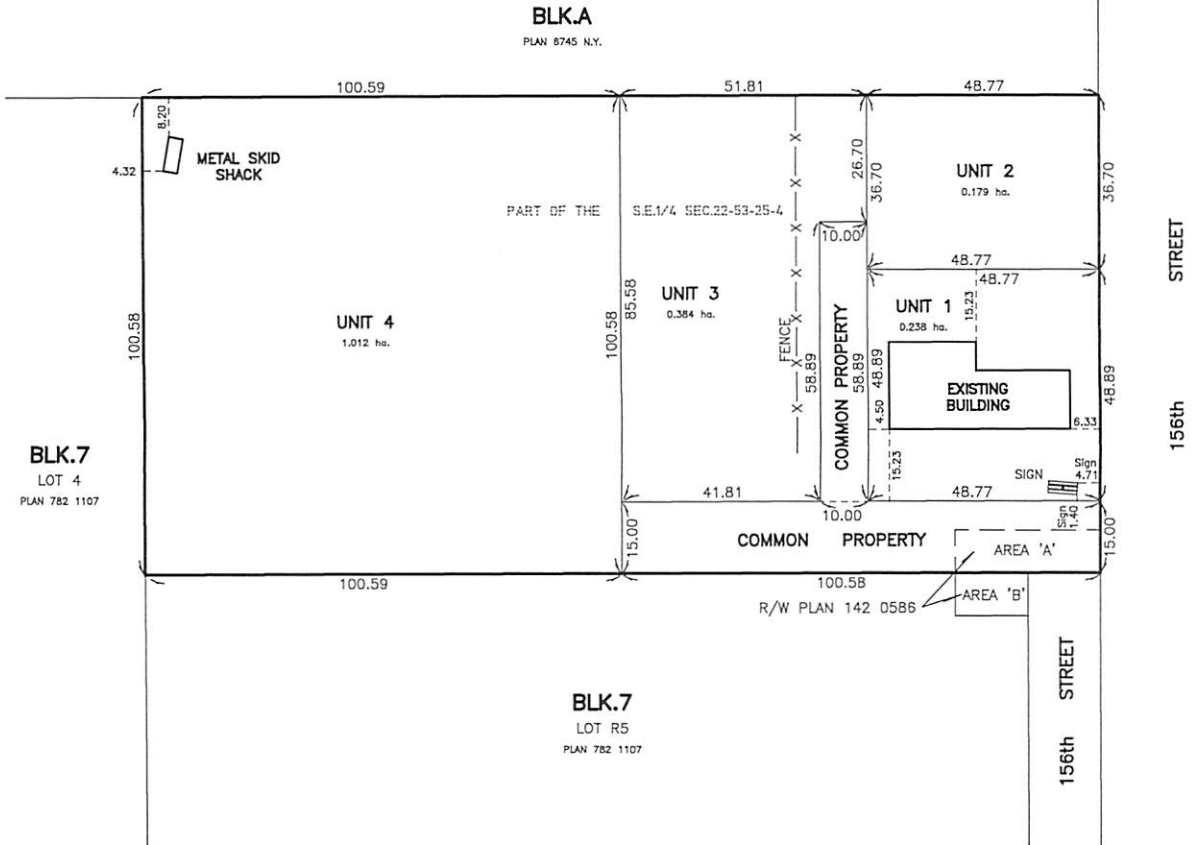 BLK.A
PLAN 8745 N.Y.
100.59
51.81
48.77
8.20
4.32
METAL SKID
SHACK
26.70
36.70
UNIT 2
0.179 ha.
36.70
PART OF THE S.E.1/4 SEC.22-53-25-4
10.00
48.77
48.77
STREET
156th
UNIT 4
1.012 ha.
100.58
100.58
85.58
UNIT 3
0.384 ha.
FENCE
58.89
COMMON PROPERTY
58.89
48.89
UNIT 1
0.238 ha.
15.23
EXISTING
BUILDING
48.89
4.50
6.33
15.23
BLK.7
LOT 4
PLAN 782 1107
SIGN
Sign
4.71
41.81
10.00
48.77
Sign
1.40
15.00
15.00
COMMON PROPERTY
AREA 'A'
100.59
100.58
AREA 'B'
R/W PLAN 142 0586
BLK.7
LOT R5
PLAN 782 1107
156th STREET